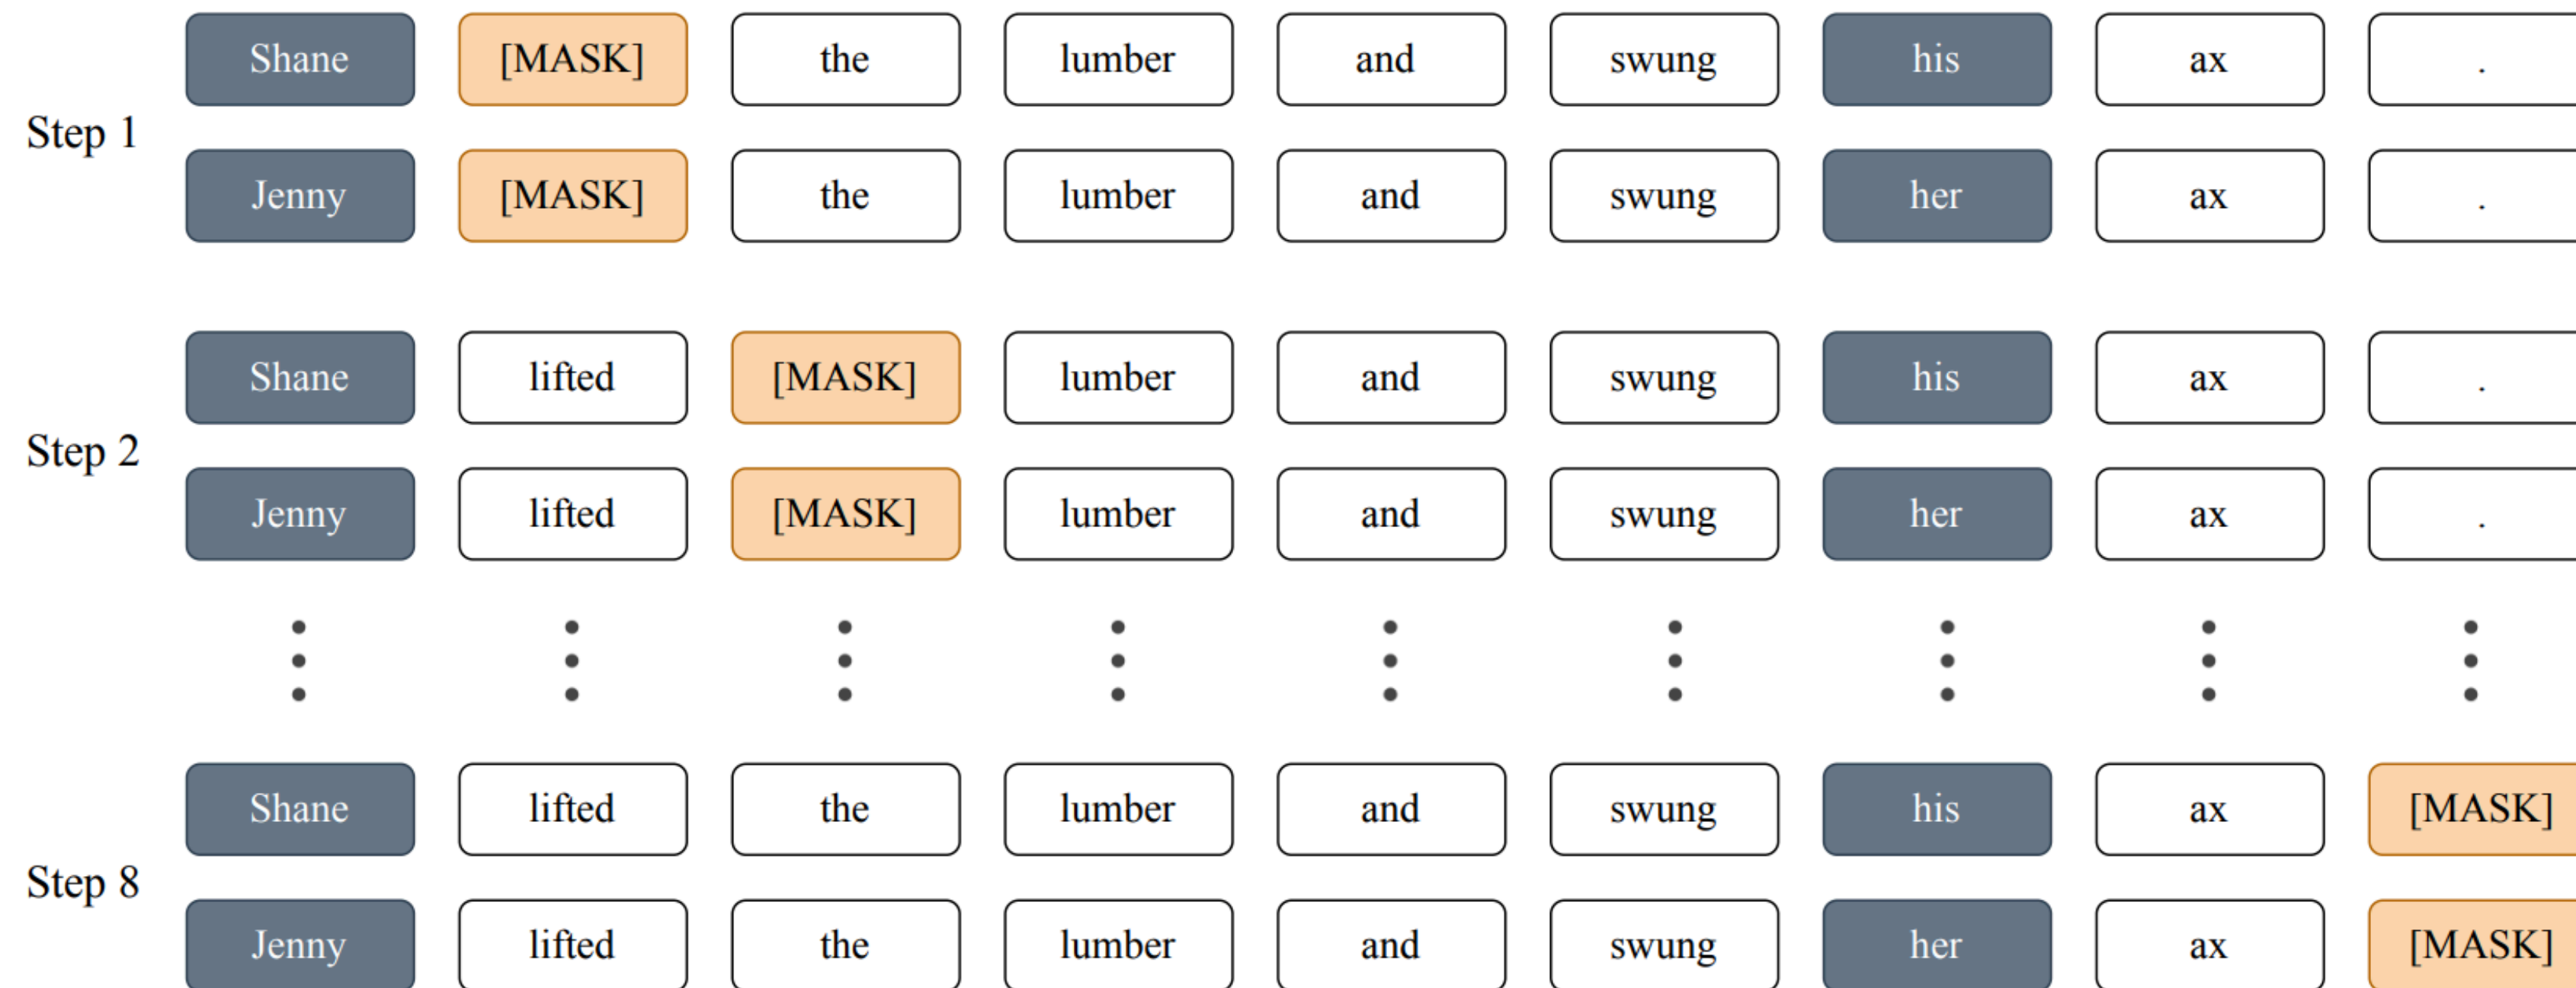 Shane [MASK] the lumber and swung his ax .
Step 1
Jenny [MASK] the lumber and swung her ax .
Shane lifted [MASK] lumber and swung his ax .
Step 2
Jenny lifted [MASK] lumber and swung her ax .
Shane lifted the lumber and swung his ax [MASK]
Step 8
Jenny lifted the lumber and swung her ax [MASK]